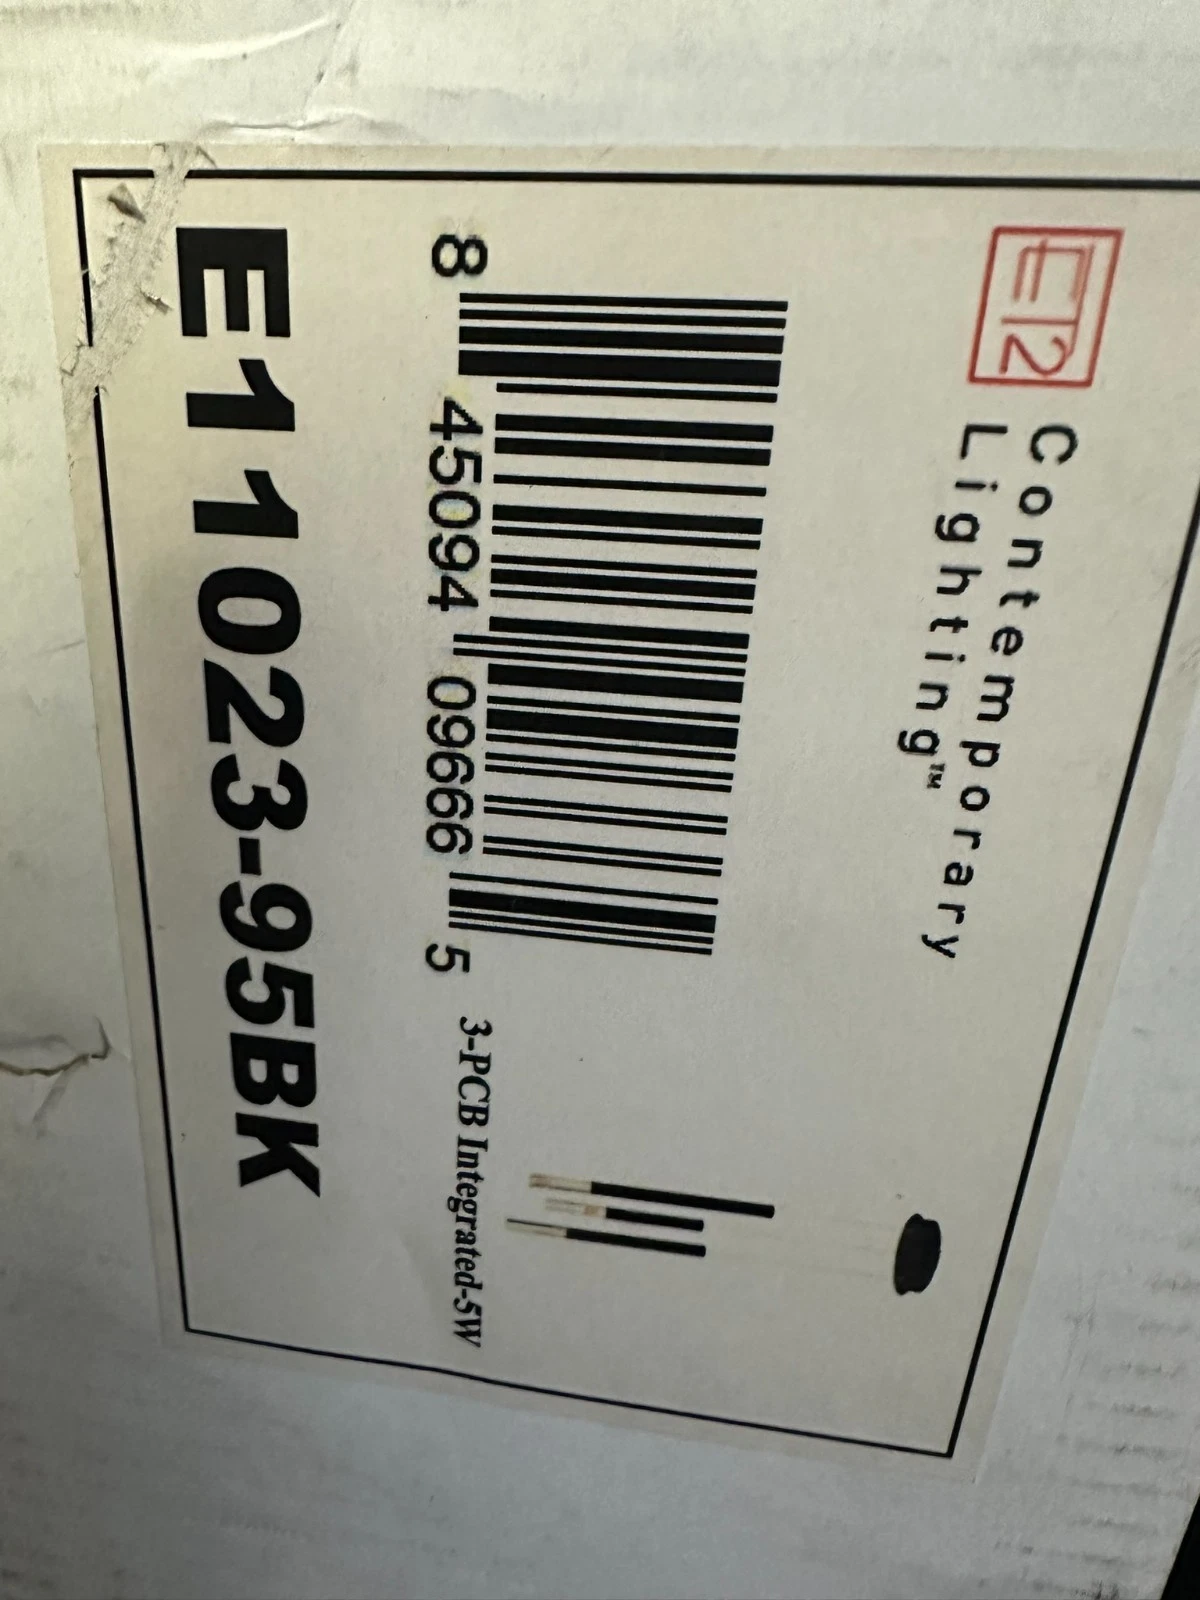 ET2
Contemporary
Lighting™
8 45094 09666 5
3-PCB Integrated-5W
E11023-95BK